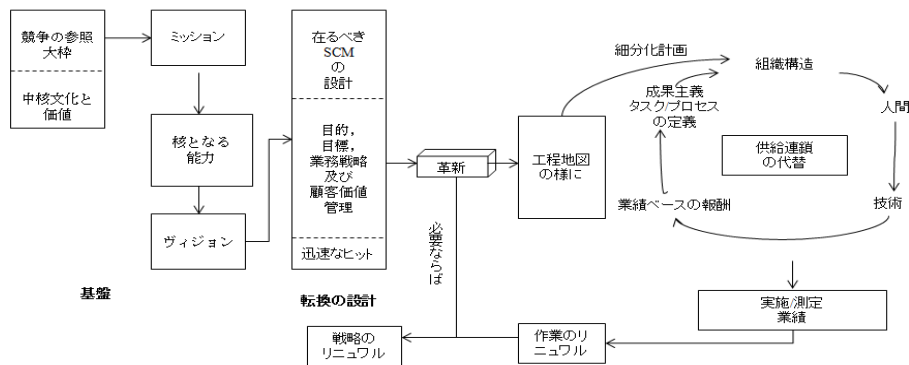 競争の参照
大枠
中核文化と
価値
ミッション
核となる
能力
ヴィジョン
基盤
在るべき
SCM
の
設計
目的，
目標，
業務戦略
及び
顧客価値
管理
迅速なヒット
転換の設計
革新
必要ならば
工程地図
の様に
細分化計画
組織構造
人間
技術
業績ベースの報酬
成果主義
タスク/プロセス
の定義
供給連鎖
の代替
実施/測定
業績
作業のリ
ニュワル
戦略の
リニュワル